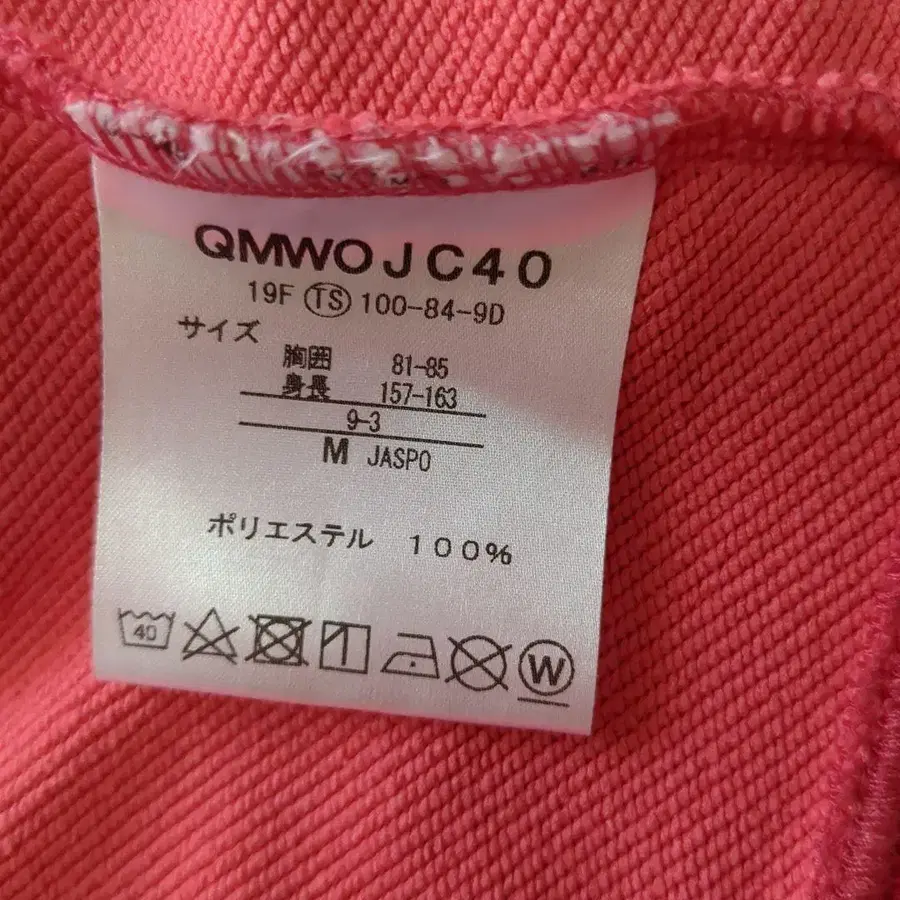 QMWOJC40
19F TS 100-84-9D
サイズ
胸囲 81-85
身長 157-163
9-3
M JASPO
ポリエステル 100%
40
W